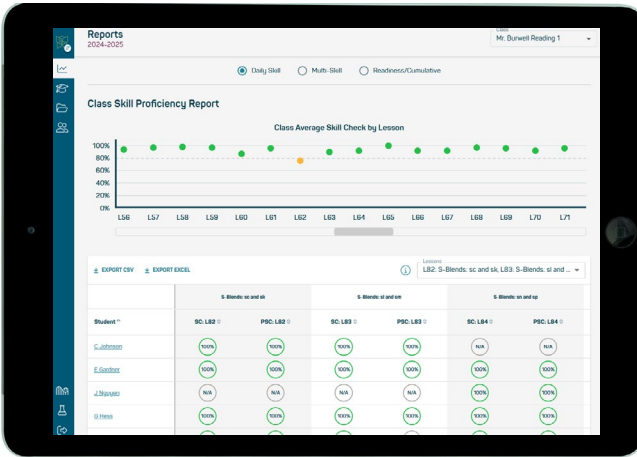 Reports
2024-2025
Class
Mr. Burwell Reading 1
Daily Skill
Multi-Skill
Readiness/Cumulative
Class Skill Proficiency Report
Class Average Skill Check by Lesson
100%
80%
60%
40%
20%
0%
L56 L57 L58 L59 L60 L61 L62 L63 L64 L65 L66 L67 L68 L69 L70 L71
EXPORT CSV EXPORT EXCEL
Lessons
L82: S-Blends: sc and sk, L83: S-Blends: sl and ...
S-Blends: sc and sk S-Blends: sl and sm S-Blends: sn and sp
Student SC: L82 PSC: L82 SC: L83 PSC: L83 SC: L84 PSC: L84
C Johnson 100% 100% 100% 100% N/A N/A
E Gardner 100% 100% 100% 100% 100% 100%
J Nguyen N/A N/A N/A N/A 100% 100%
G Hess 100% 100% 100% 100% 100% 100%